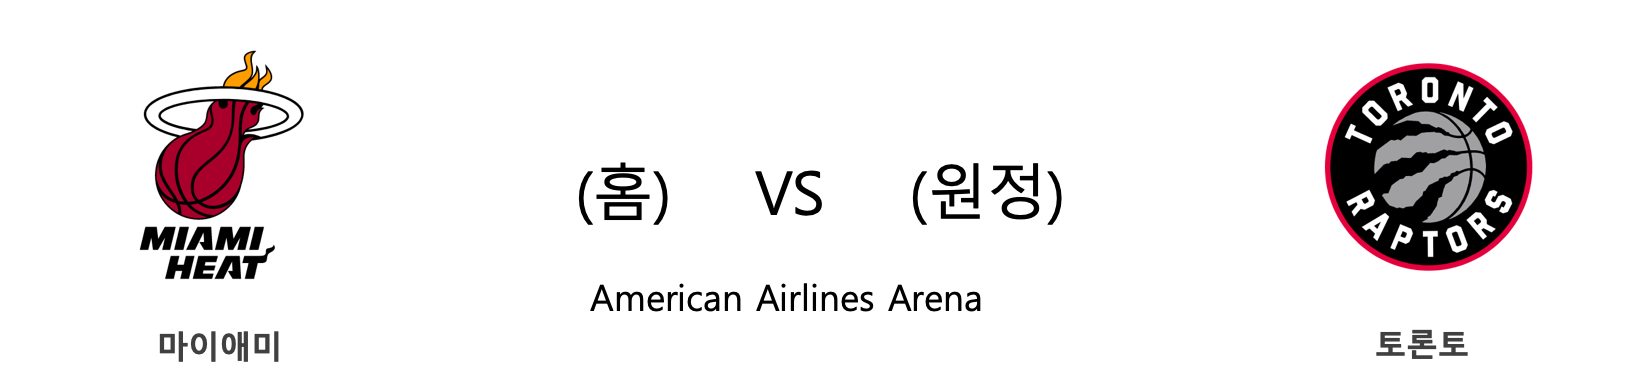 MIAMI
HEAT
마이애미
(홈) VS (원정)
American Airlines Arena
TORONTO
RAPTORS
토론토